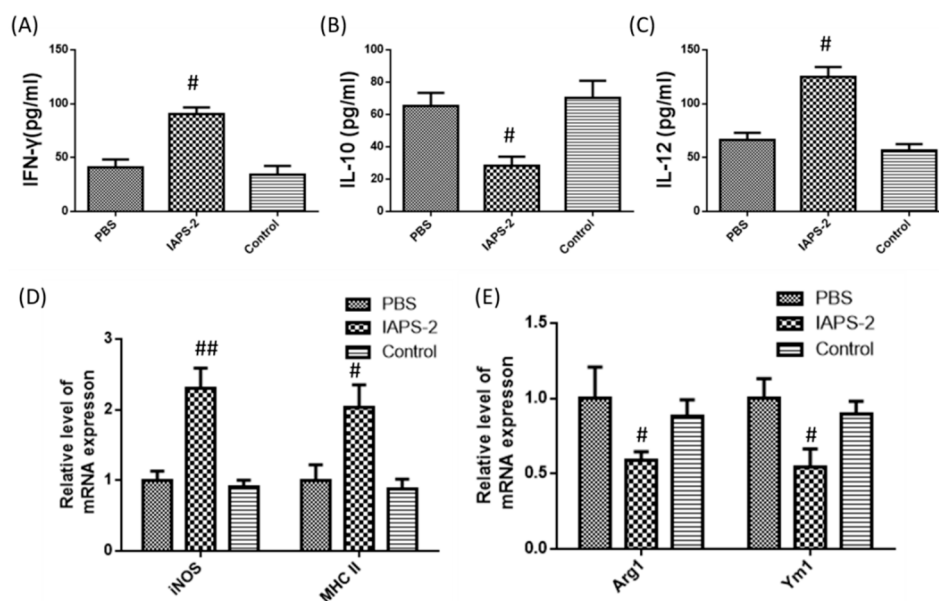 (A)
IFN-γ(pg/ml)
150
100
50
0
#
PBS
IAPS-2
Control
(B)
IL-10 (pg/ml)
100
80
60
40
20
0
#
PBS
IAPS-2
Control
(C)
IL-12 (pg/ml)
150
100
50
0
#
PBS
IAPS-2
Control
(D)
PBS
IAPS-2
Control
Relative level of
mRNA expresson
3
2
1
0
##
#
iNOS
MHC II
(E)
PBS
IAPS-2
Control
Relative level of
mRNA expresson
1.5
1.0
0.5
0.0
#
#
Arg1
Ym1